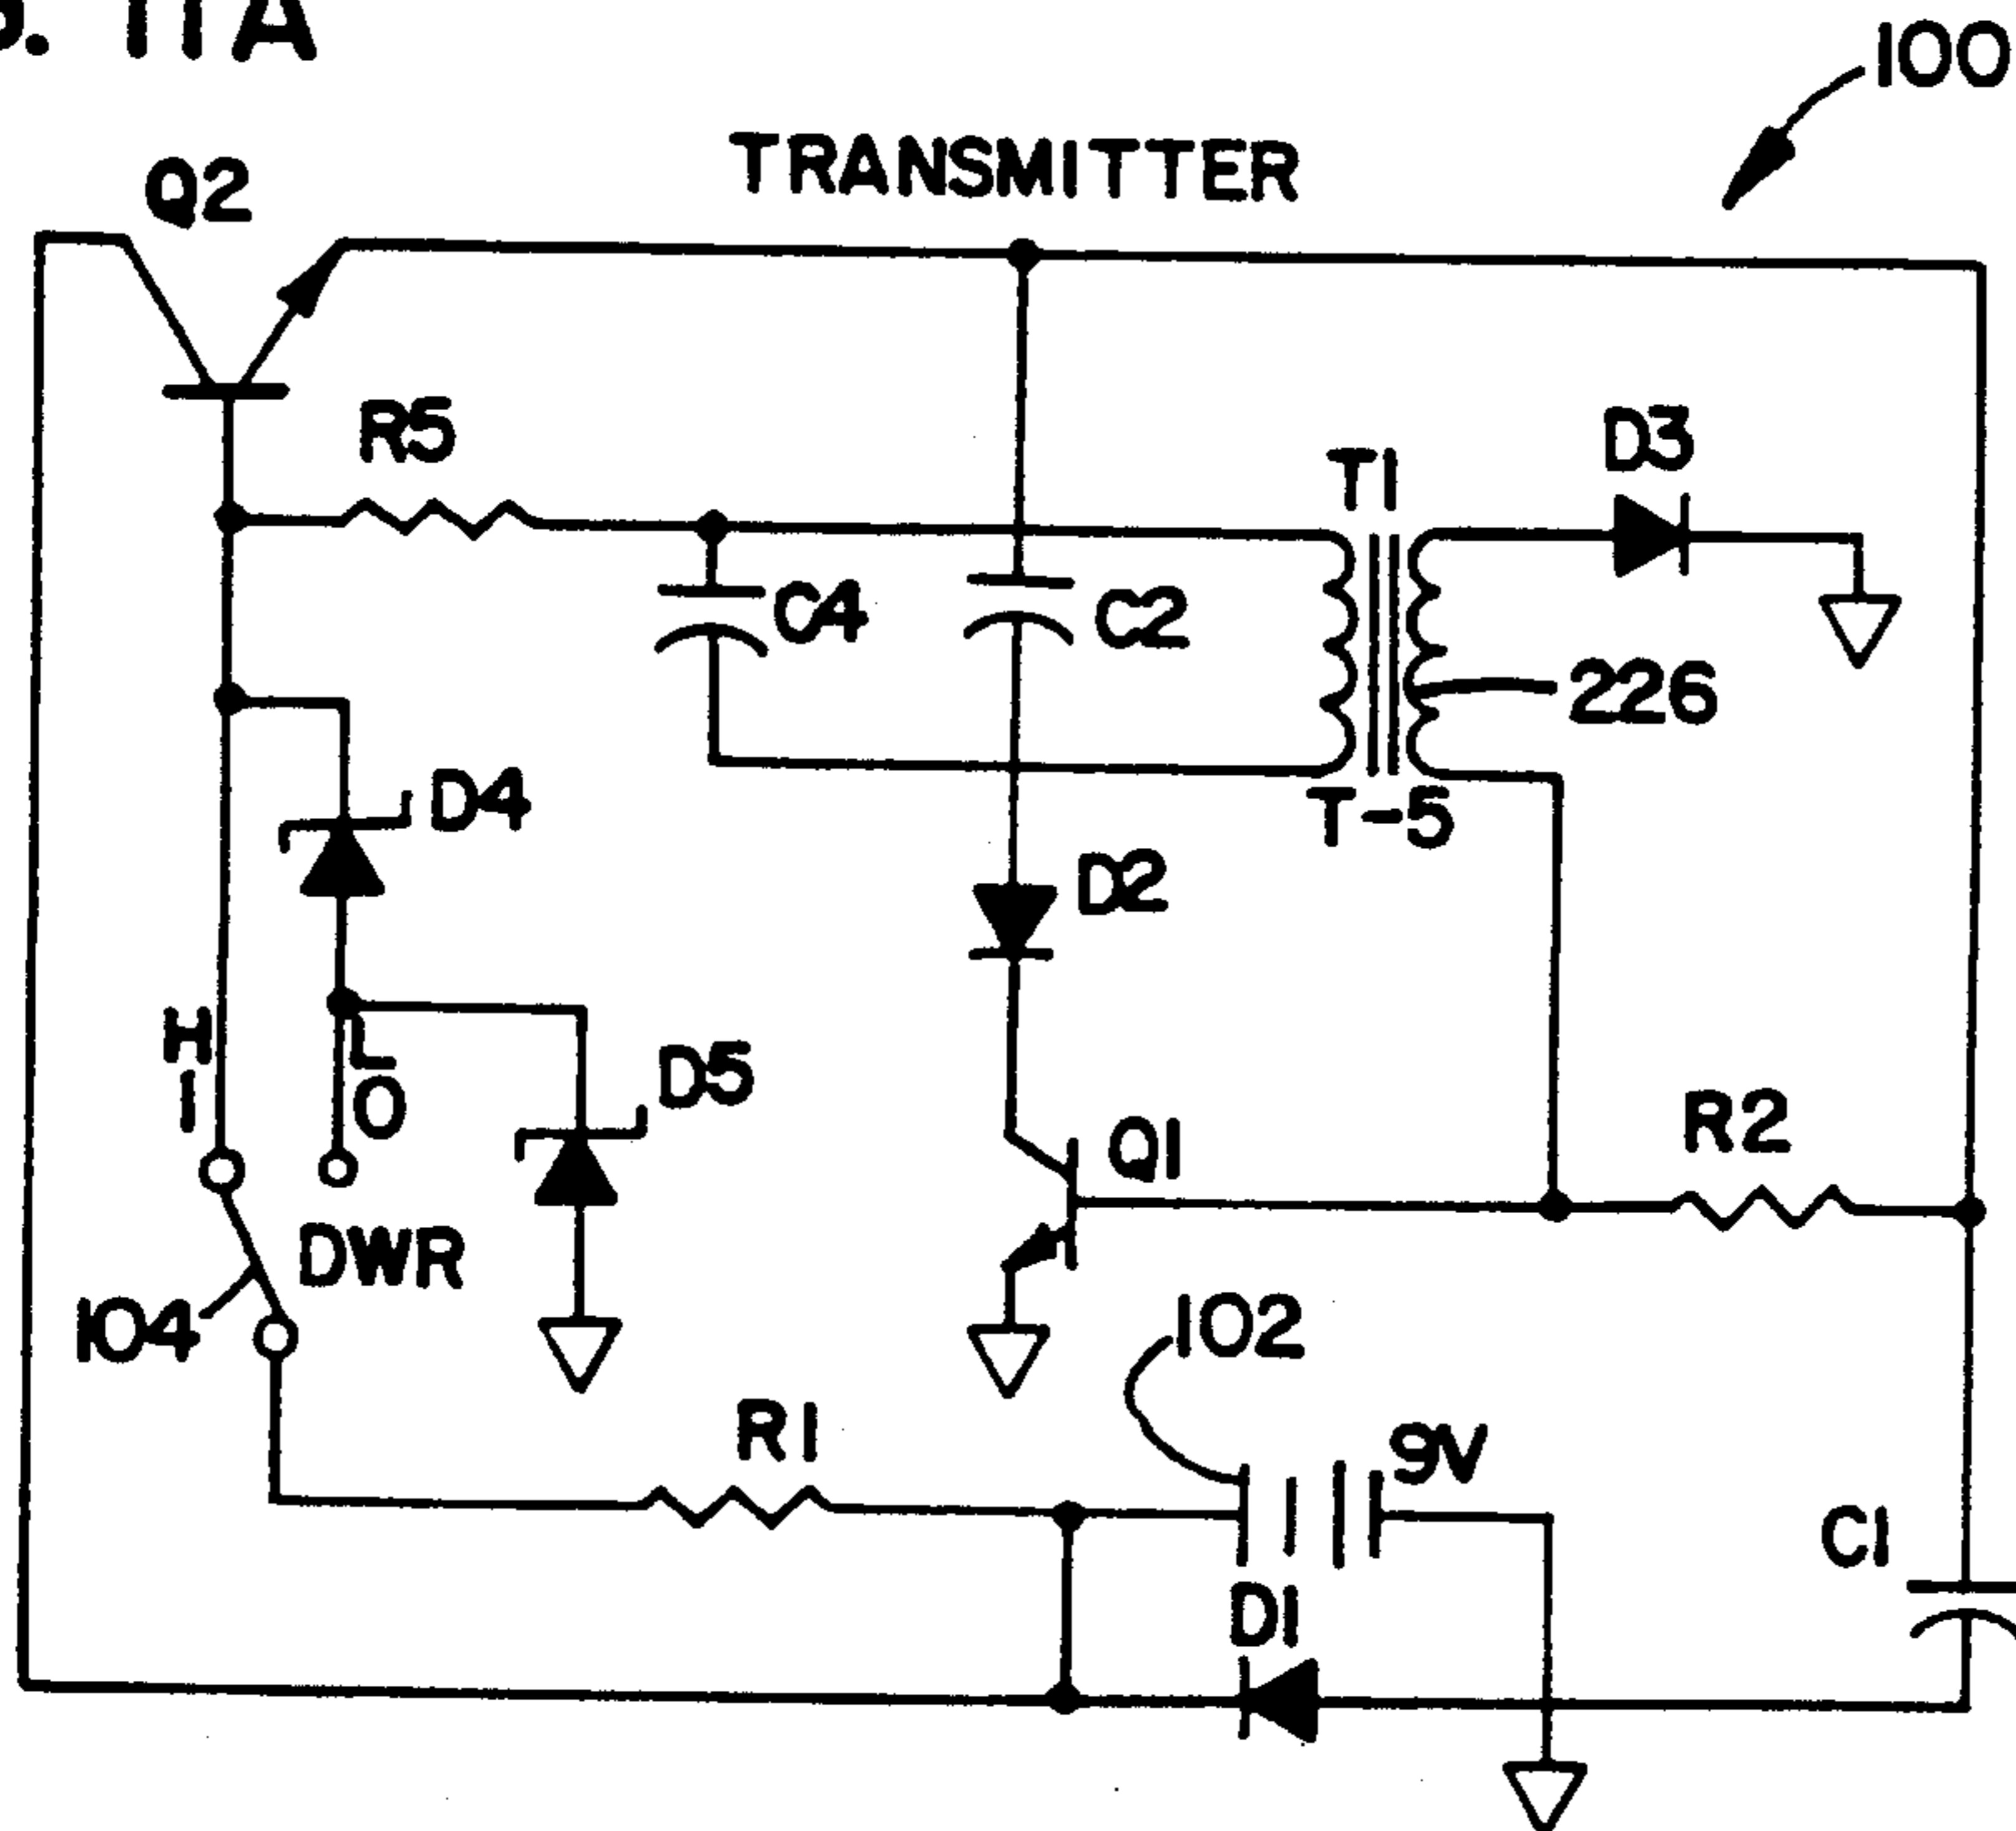 . 11A
100
TRANSMITTER
Q2
R5
T1
D3
C4
C2
226
D4
T-5
D2
H
1
L
O
D5
Q1
R2
DWR
104
102
R1
9V
C1
D1